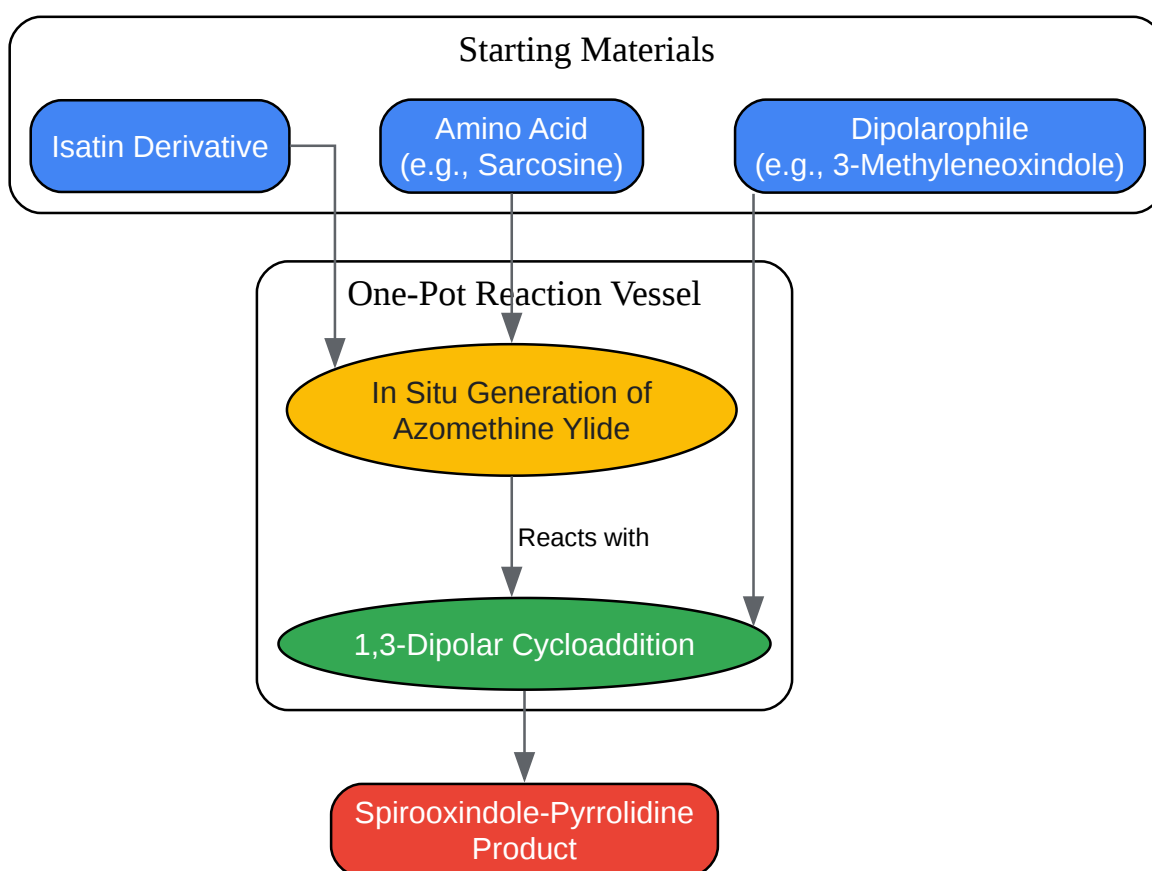 Starting Materials
Isatin Derivative
Amino Acid
(e.g., Sarcosine)
Dipolarophile
(e.g., 3-Methyleneoxindole)
One-Pot Reaction Vessel
In Situ Generation of
Azomethine Ylide
Reacts with
1,3-Dipolar Cycloaddition
Spirooxindole-Pyrrolidine
Product